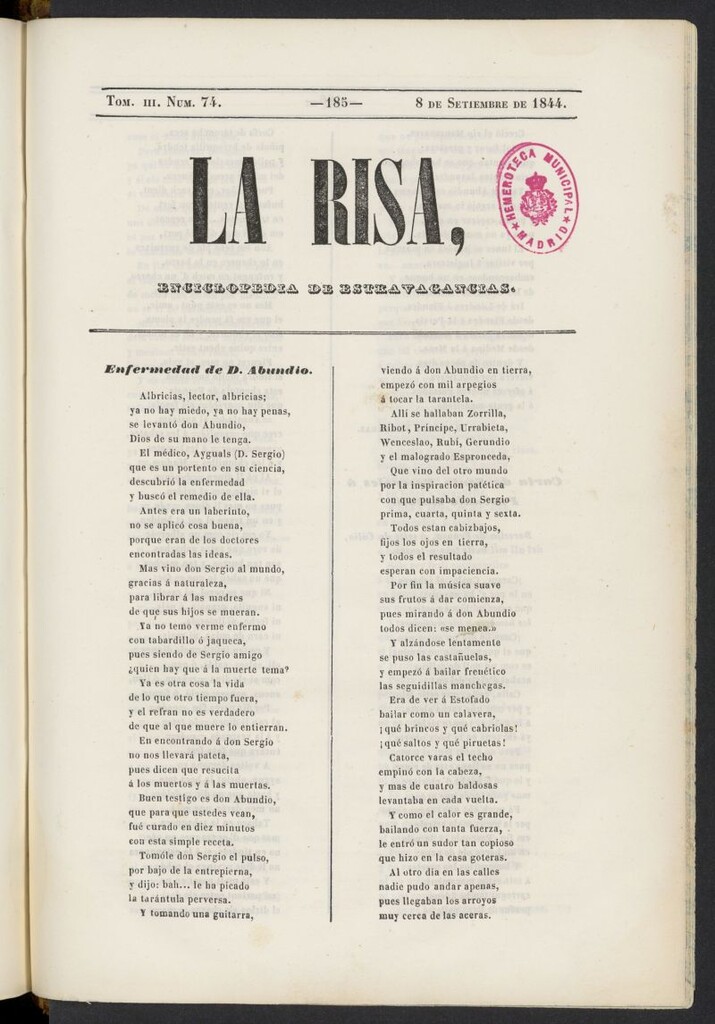 Tom. III. Num. 74.
—185—
8 de Setiembre de 1844.
LA RISA,
HEMEROTECA MUNICIPAL
★ MADRID ★
ENCICLOPEDIA DE ESTRAVAGANCIAS.
Enfermedad de D. Abundio.
Albricias, lector, albricias;
ya no hay miedo, ya no hay penas,
se levantó don Abundio,
Dios de su mano le tenga.
El médico, Ayguals (D. Sergio)
que es un portento en su ciencia,
descubrió la enfermedad
y buscó el remedio de ella.
Antes era un laberinto,
no se aplicó cosa buena,
porque eran de los doctores
encontradas las ideas.
Mas vino don Sergio al mundo,
gracias á naturaleza,
para librar á las madres
de que sus hijos se mueran.
Ya no temo verme enfermo
con tabardillo ó jaqueca,
pues siendo de Sergio amigo
¿quien hay que á la muerte tema?
Ya es otra cosa la vida
de lo que otro tiempo fuera,
y el refran no es verdadero
de que al que muere lo entierran.
En encontrando á don Sergio
no nos llevará pateta,
pues dicen que resucita
á los muertos y á las muertas.
Buen testigo es don Abundio,
que para que ustedes vean,
fué curado en diez minutos
con esta simple receta.
Tomóle don Sergio el pulso,
por bajo de la entrepierna,
y dijo: bah... le ha picado
la tarántula perversa.
Y tomando una guitarra,
viendo á don Abundio en tierra,
empezó con mil arpegios
á tocar la tarantela.
Allí se hallaban Zorrilla,
Ribot, Príncipe, Urrabieta,
Wenceslao, Rubí, Gerundio
y el malogrado Espronceda,
Que vino del otro mundo
por la inspiracion patética
con que pulsaba don Sergio
prima, cuarta, quinta y sexta.
Todos estan cabizbajos,
fijos los ojos en tierra,
y todos el resultado
esperan con impaciencia.
Por fin la música suave
sus frutos á dar comienza,
pues mirando á don Abundio
todos dicen: «se menea.»
Y alzándose lentamente
se puso las castañuelas,
y empezó á bailar frenético
las seguidillas manchegas.
Era de ver á Estofado
bailar como un calavera,
¡qué brincos y qué cabriolas!
¡qué saltos y qué piruetas!
Catorce varas el techo
empinó con la cabeza,
y mas de cuatro baldosas
levantaba en cada vuelta.
Y como el calor es grande,
bailando con tanta fuerza,
le entró un sudor tan copioso
que hizo en la casa goteras.
Al otro dia en las calles
nadie pudo andar apenas,
pues llegaban los arroyos
muy cerca de las aceras.